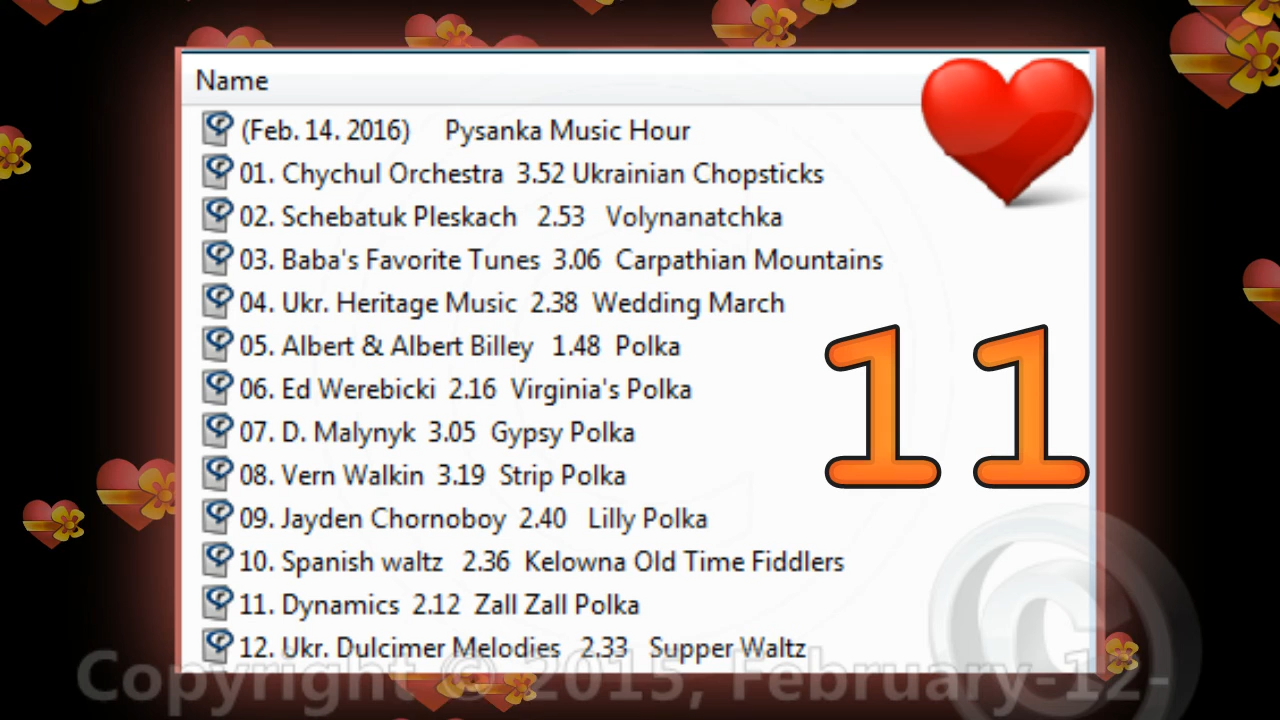 Name
(Feb. 14. 2016) Pysanka Music Hour
01. Chychul Orchestra 3.52 Ukrainian Chopsticks
02. Schebatuk Pleskach 2.53 Volynanatchka
03. Baba's Favorite Tunes 3.06 Carpathian Mountains
04. Ukr. Heritage Music 2.38 Wedding March
05. Albert & Albert Billey 1.48 Polka
06. Ed Werebicki 2.16 Virginia's Polka
07. D. Malynyk 3.05 Gypsy Polka
08. Vern Walkin 3.19 Strip Polka
09. Jayden Chornoboy 2.40 Lilly Polka
10. Spanish waltz 2.36 Kelowna Old Time Fiddlers
11. Dynamics 2.12 Zall Zall Polka
12. Ukr. Dulcimer Melodies 2.33 Supper Waltz
11
©
Copyright © 2015, February-12-